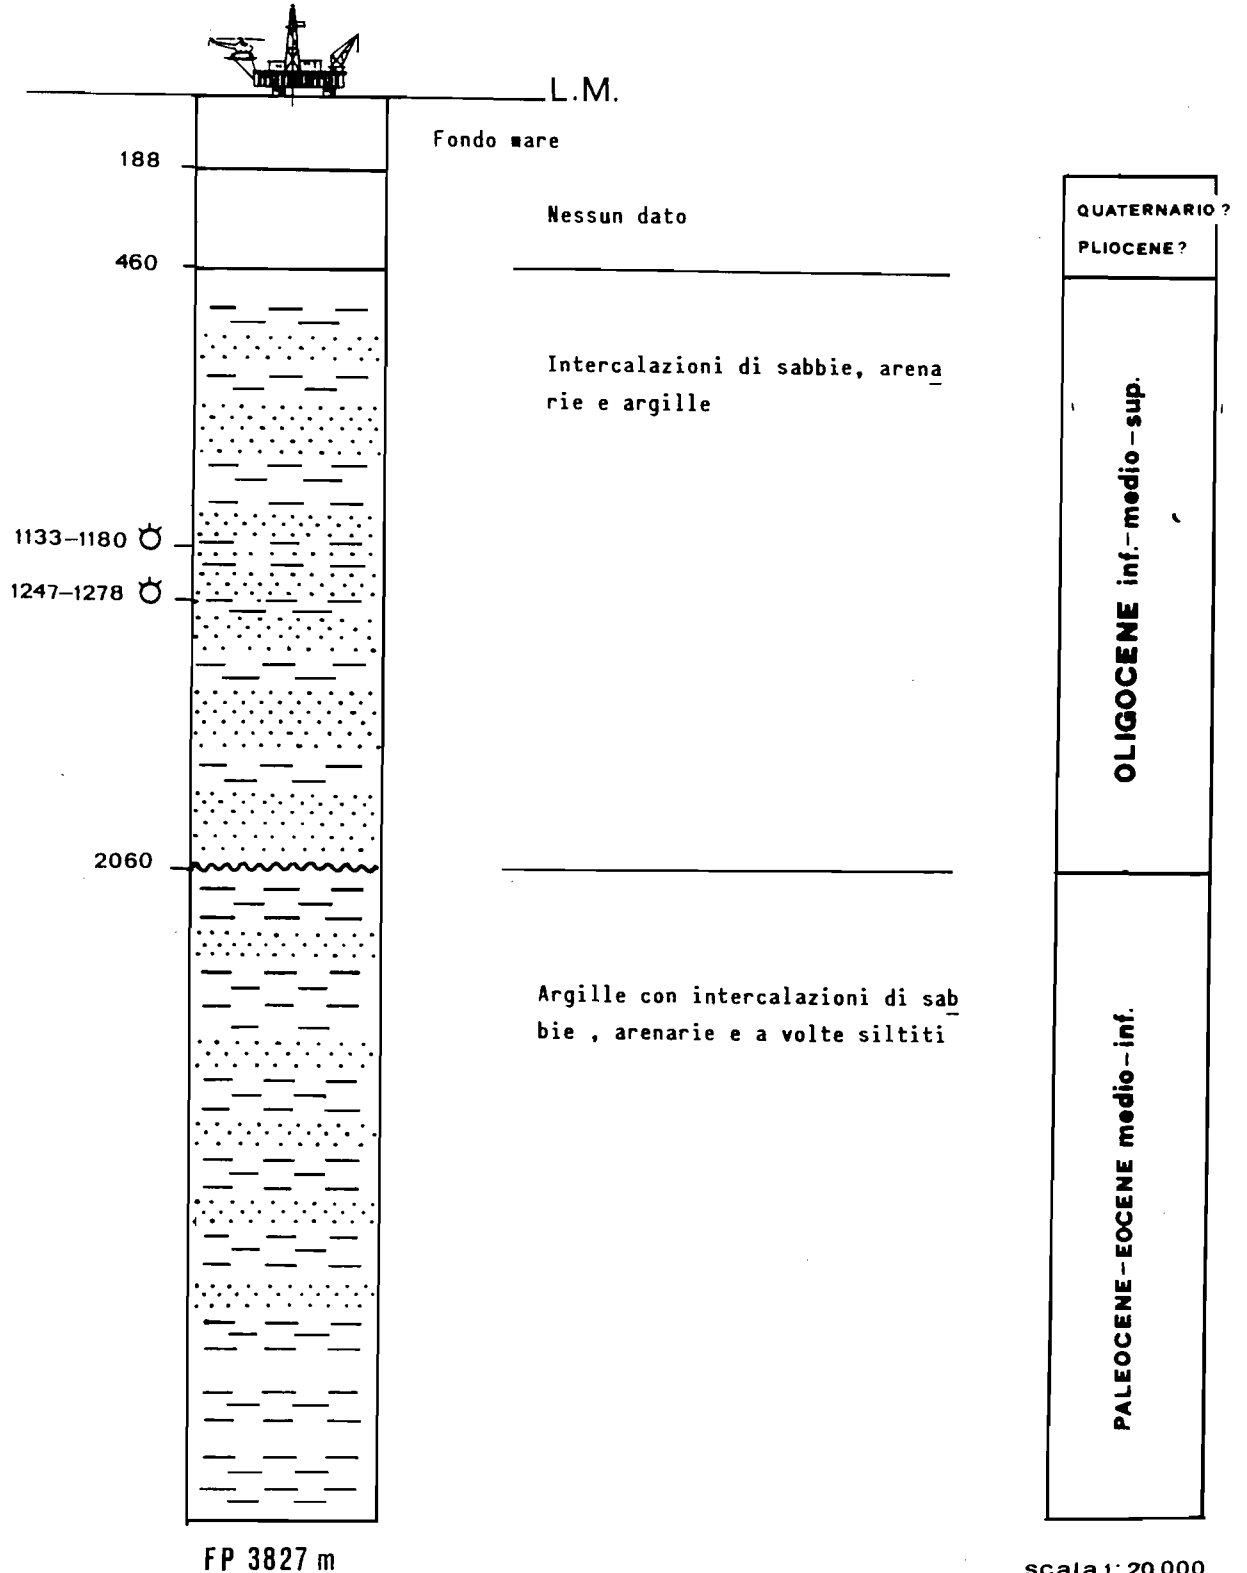 L.M.
Fondo mare
188
Nessun dato
QUATERNARIO ?
PLIOCENE ?
460
Intercalazioni di sabbie, arena
rie e argille
OLIGOCENE inf.-medio-sup.
1133-1180
1247-1278
2060
Argille con intercalazioni di sab
bie , arenarie e a volte siltiti
PALEOCENE-EOCENE medio-inf.
FP 3827 m
scala 1: 20.000